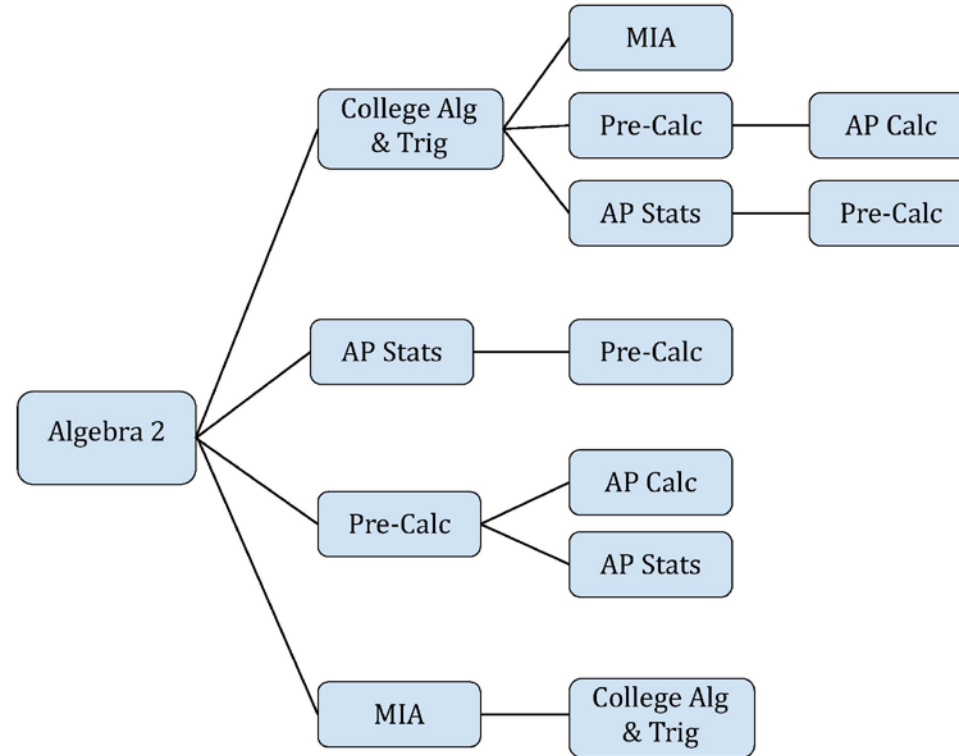 MIA
College Alg
& Trig
Pre-Calc
AP Calc
AP Stats
Pre-Calc
AP Stats
Pre-Calc
Algebra 2
AP Calc
Pre-Calc
AP Stats
MIA
College Alg
& Trig